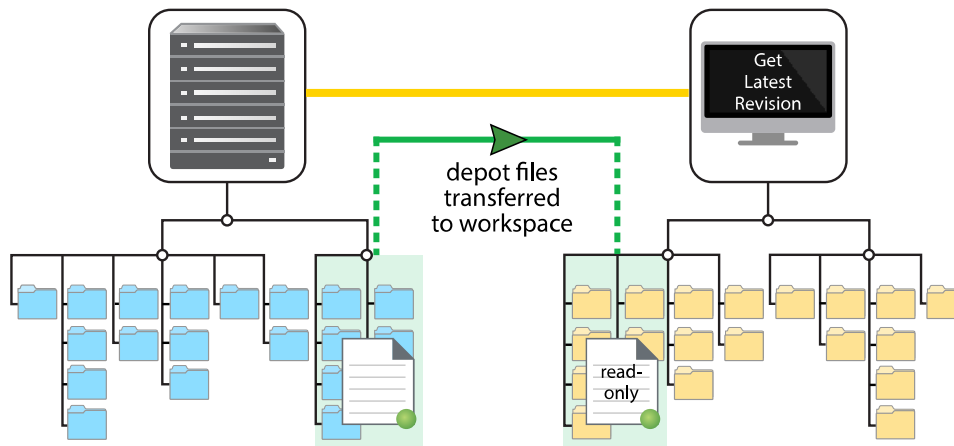 Get
Latest
Revision
depot files
transferred
to workspace
read-
only